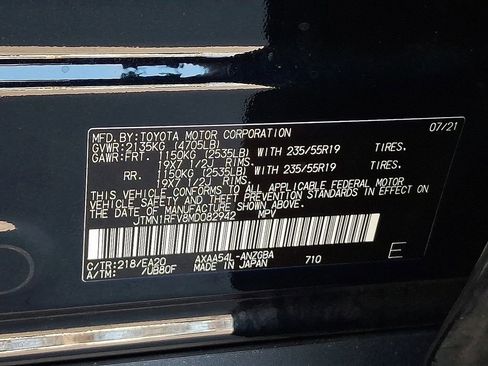 MFD.BY:TOYOTA MOTOR CORPORATION 07/21
GVWR:2135KG (4705LB)
GAWR:FRT. 1150KG (2535LB) WITH 235/55R19 TIRES.
19X7 1/2J RIMS.
RR. 1150KG (2535LB) WITH 235/55R19 TIRES.
19X7 1/2J RIMS.
THIS VEHICLE CONFORMS TO ALL APPLICABLE FEDERAL MOTOR
VEHICLE SAFETY AND THEFT PREVENTION STANDARDS IN EFFECT ON
THE DATE OF MANUFACTURE SHOWN ABOVE.
JTMN1RFV8MD082942 MPV
C/TR:218/EA20 AXAA54L-ANZGBA E
A/TM: 7UB80F MADE IN JAPAN 710